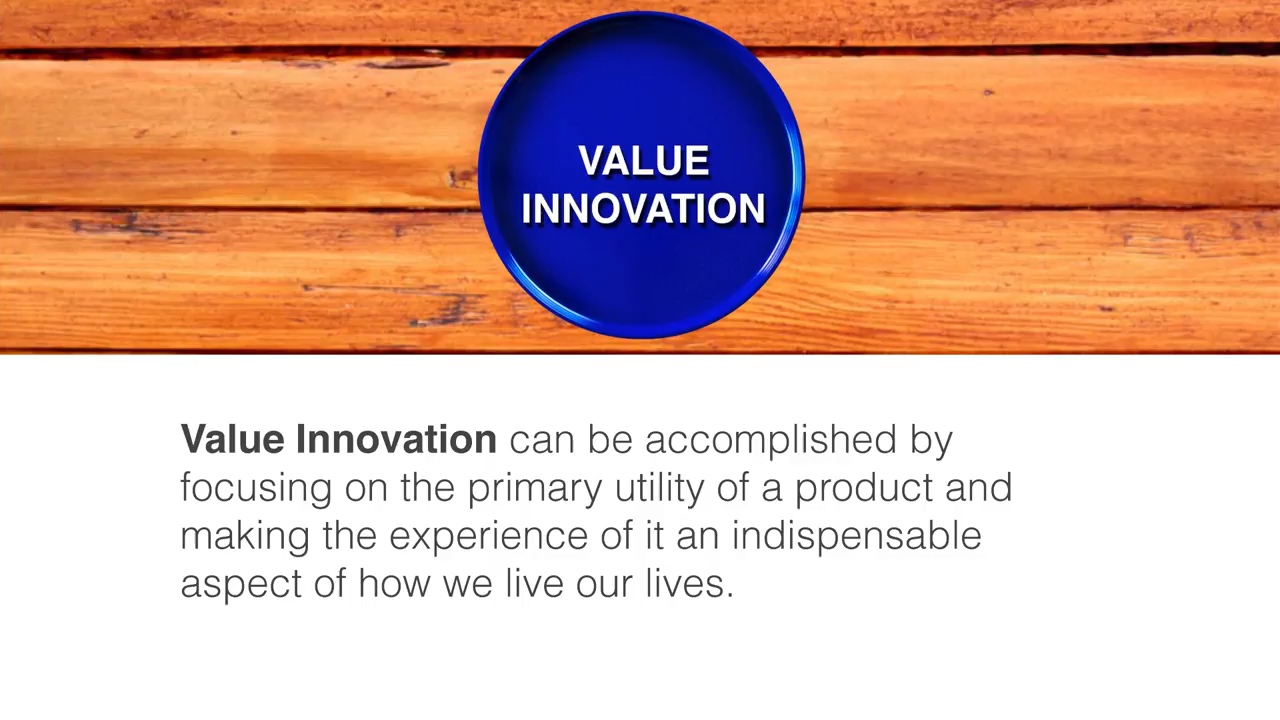 VALUE
INNOVATION
Value Innovation can be accomplished by
focusing on the primary utility of a product and
making the experience of it an indispensable
aspect of how we live our lives.